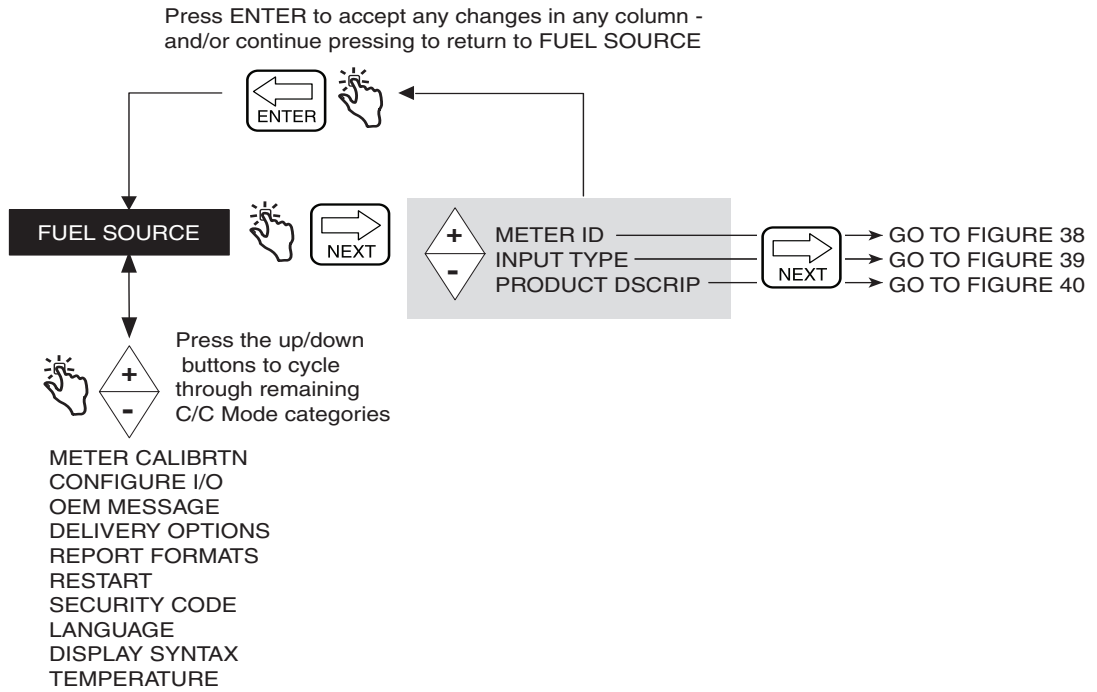 Press ENTER to accept any changes in any column -
and/or continue pressing to return to FUEL SOURCE
ENTER
FUEL SOURCE
NEXT
+
-
METER ID
INPUT TYPE
PRODUCT DSCRIP
NEXT
GO TO FIGURE 38
GO TO FIGURE 39
GO TO FIGURE 40
+
-
Press the up/down
buttons to cycle
through remaining
C/C Mode categories
METER CALIBRTN
CONFIGURE I/O
OEM MESSAGE
DELIVERY OPTIONS
REPORT FORMATS
RESTART
SECURITY CODE
LANGUAGE
DISPLAY SYNTAX
TEMPERATURE